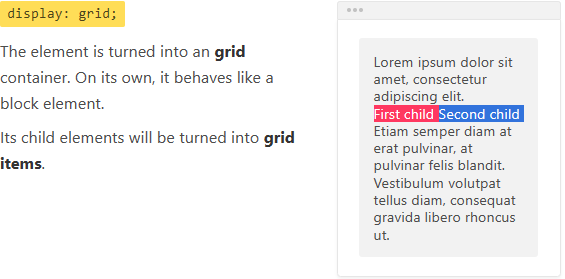 display: grid;
The element is turned into an grid
container. On its own, it behaves like a
block element.
Its child elements will be turned into grid
items.
Lorem ipsum dolor sit
amet, consectetur
adipiscing elit.
First child Second child
Etiam semper diam at
erat pulvinar, at
pulvinar felis blandit.
Vestibulum volutpat
tellus diam, consequat
gravida libero rhoncus
ut.